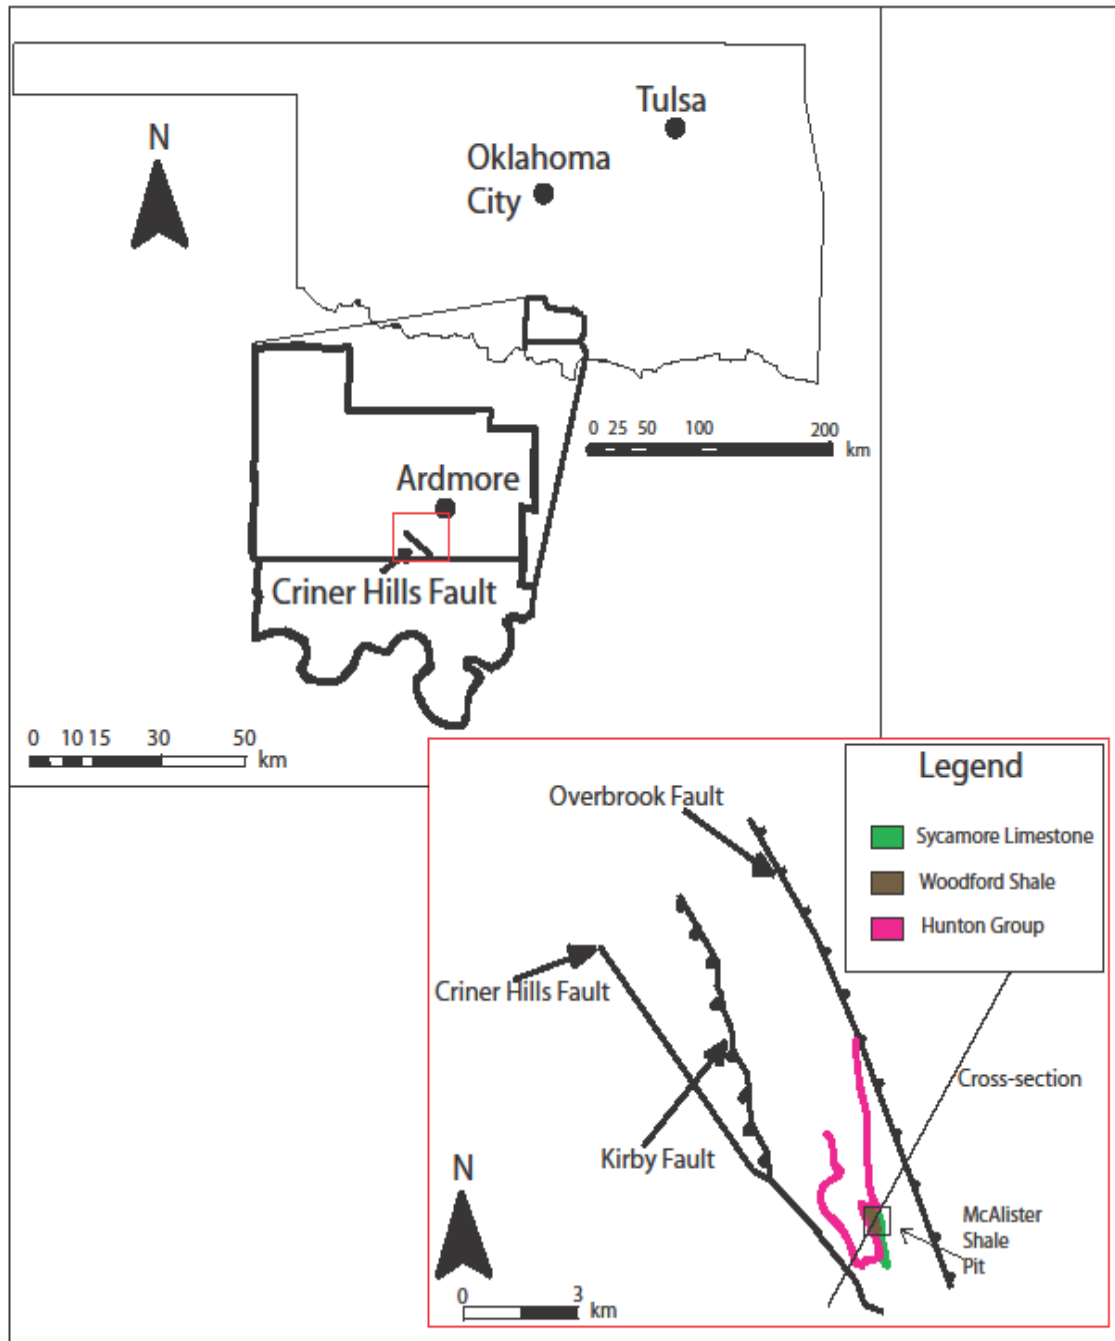 Tulsa
N
Oklahoma
City
0 25 50 100 200
km
Ardmore
Criner Hills Fault
0 10 15 30 50
km
Legend
Overbrook Fault
Sycamore Limestone
Woodford Shale
Hunton Group
Criner Hills Fault
Cross-section
Kirby Fault
N
McAlister
Shale
Pit
0 3
km